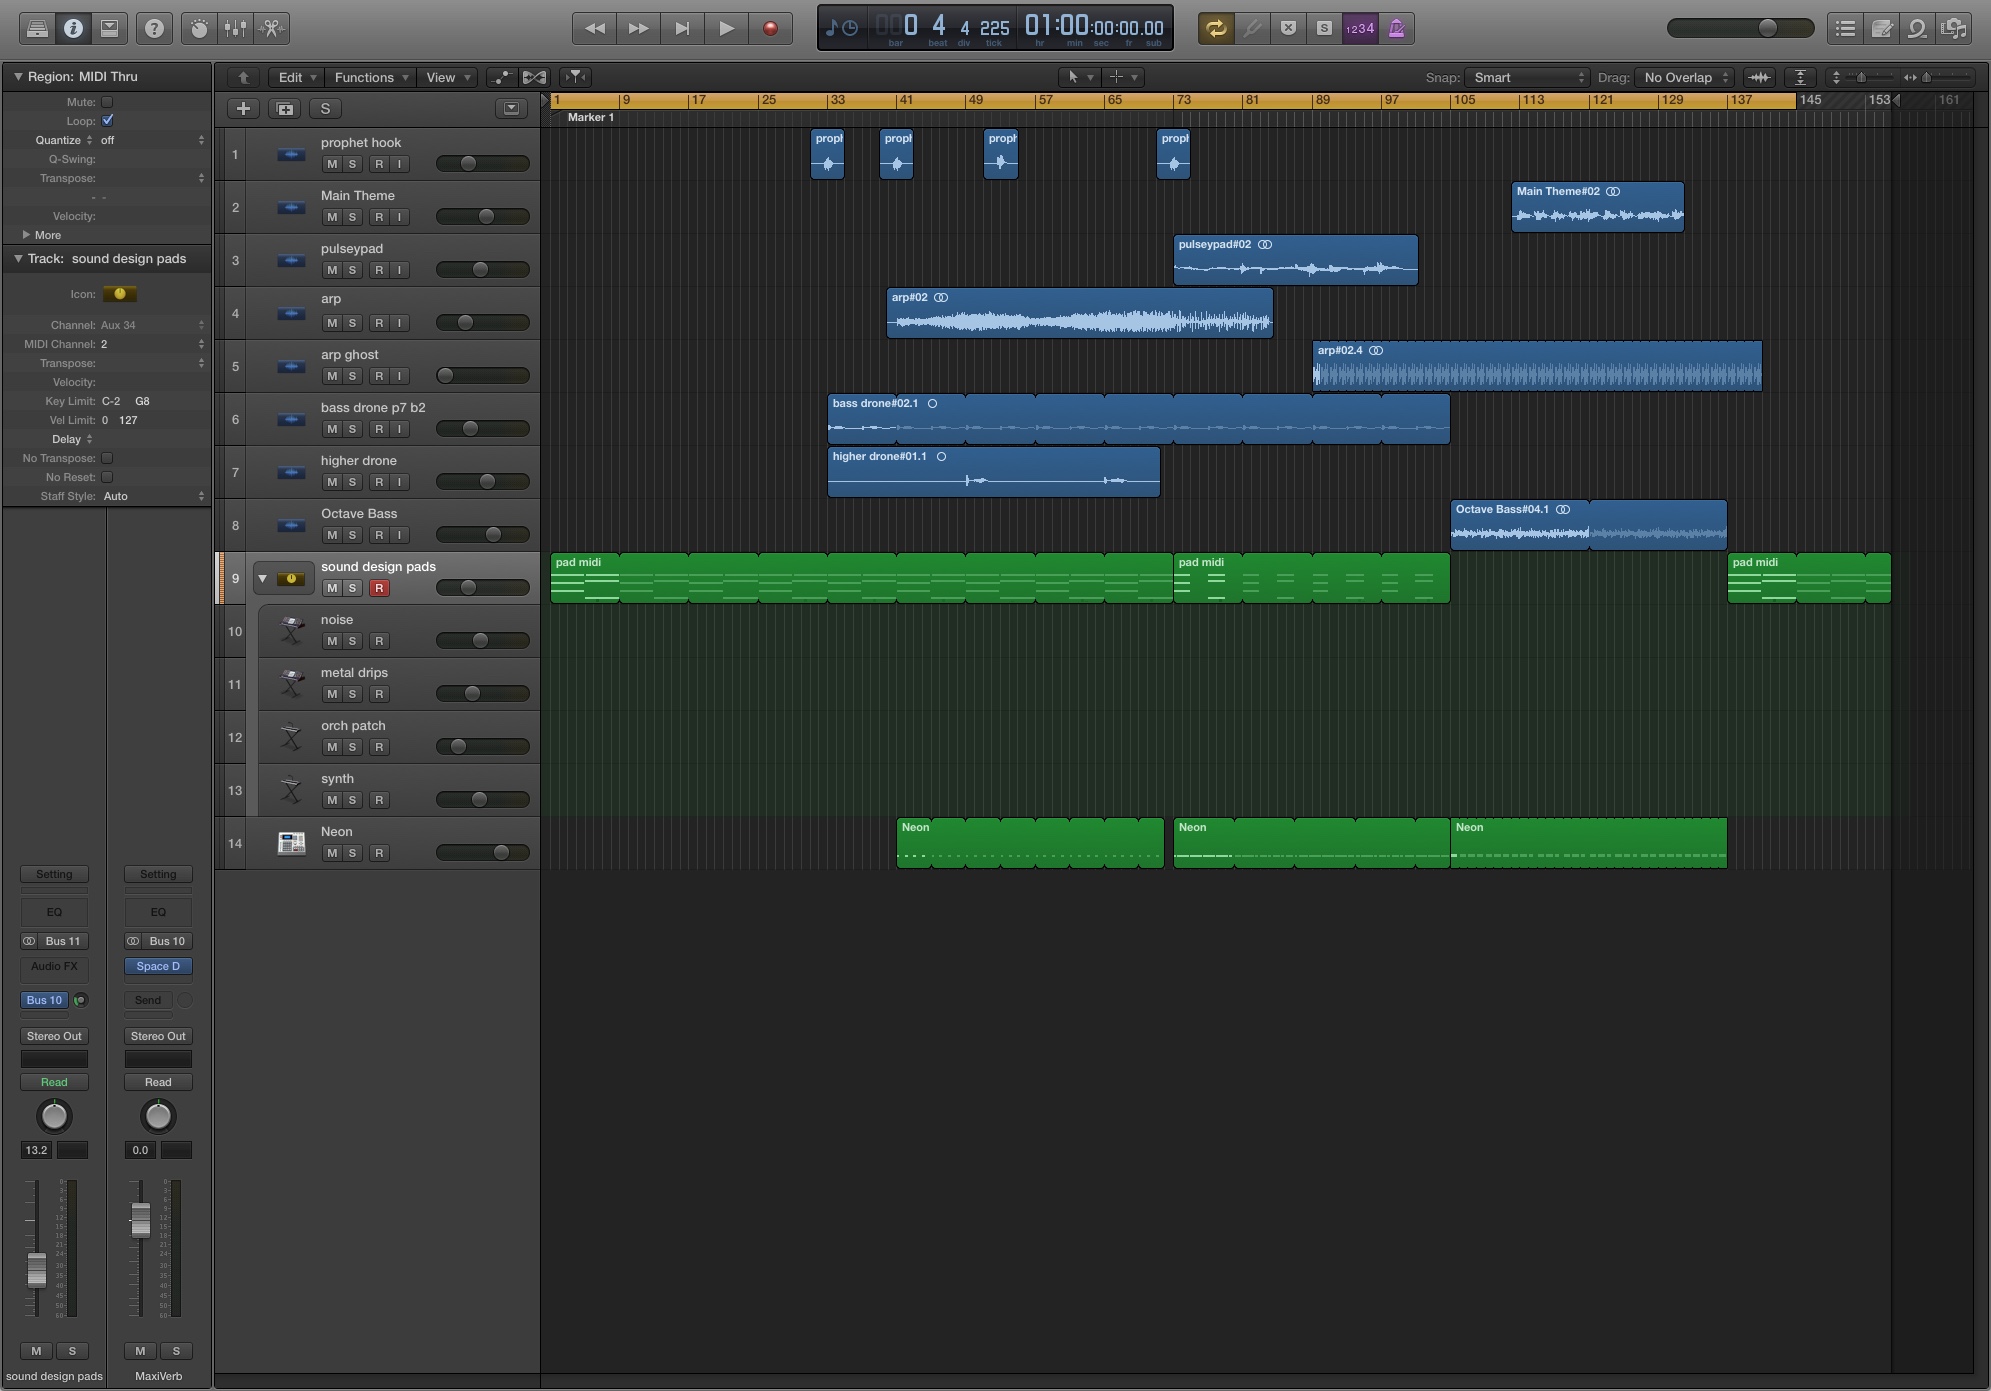 0 4 4 225 01:00:00:00.00
bar beat div tick hr min sec fr sub
S 1234
Region: MIDI Thru
Edit Functions View Snap: Smart Drag: No Overlap
Mute:
Loop:
Quantize off
Q-Swing:
Transpose:
- -
Velocity:
More
Track: sound design pads
Icon:
Channel: Aux 34
MIDI Channel: 2
Transpose:
Velocity:
Key Limit: C-2 G8
Vel Limit: 0 127
Delay
No Transpose:
No Reset:
Staff Style: Auto
S
1 9 17 25 33 41 49 57 65 73 81 89 97 105 113 121 129 137 145 153 161
Marker 1
1 prophet hook
M S R I
proph proph proph proph
2 Main Theme
M S R I
Main Theme#02
3 pulseypad
M S R I
pulseypad#02
4 arp
M S R I
arp#02
5 arp ghost
M S R I
arp#02.4
6 bass drone p7 b2
M S R I
bass drone#02.1
7 higher drone
M S R I
higher drone#01.1
8 Octave Bass
M S R I
Octave Bass#04.1
9 sound design pads
M S R
pad midi pad midi pad midi
10 noise
M S R
11 metal drips
M S R
12 orch patch
M S R
13 synth
M S R
14 Neon
M S R
Neon Neon Neon
Setting Setting
EQ EQ
Bus 11 Bus 10
Audio FX Space D
Bus 10 Send
Stereo Out Stereo Out
Read Read
13.2 0.0
M S M S
sound design pads MaxiVerb